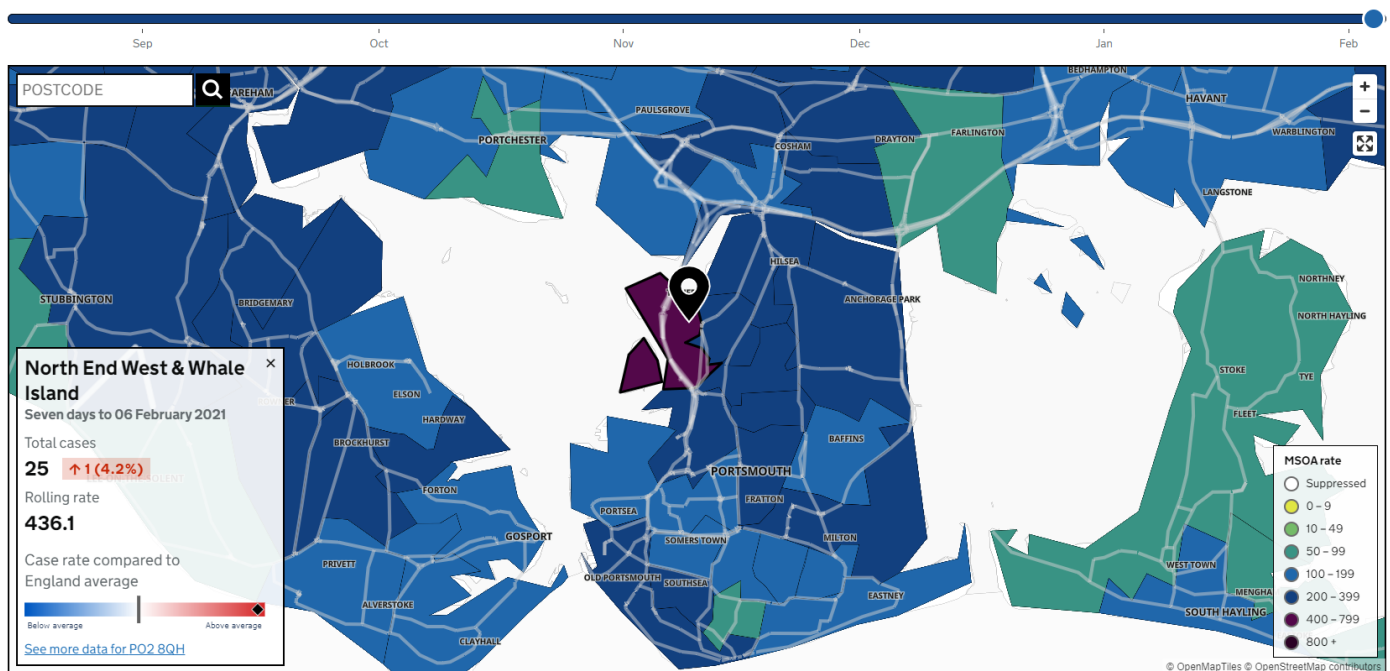 Sep
Oct
Nov
Dec
Jan
Feb
POSTCODE
AREHAM
PAULSGROVE
BEDHAMPTON
HAVANT
PORTCHESTER
COSHAM
DRAYTON
FARLINGTON
WARBLINGTON
LANGSTONE
HILSEA
NORTHNEY
STUBBINGTON
BRIDGEMARY
ANCHORAGE PARK
NORTH HAYLING
HOLBROOK
ELSON
HARDWAY
STOKE
TYE
FLEET
BROCKHURST
BAFFINS
PORTSMOUTH
FORTON
FRATTON
PORTSEA
GOSPORT
SOMERS TOWN
MILTON
PRIVETT
OLD PORTSMOUTH
SOUTHSEA
WEST TOWN
EASTNEY
MENGHA
ALVERSTOKE
SOUTH HAYLING
CLAYHALL
North End West & Whale
Island
Seven days to 06 February 2021
Total cases
25 ↑ 1 (4.2%)
Rolling rate
436.1
Case rate compared to
England average
Below average
Above average
See more data for PO2 8QH
MSOA rate
Suppressed
0 – 9
10 – 49
50 – 99
100 – 199
200 – 399
400 – 799
800 +
© OpenMapTiles © OpenStreetMap contributors